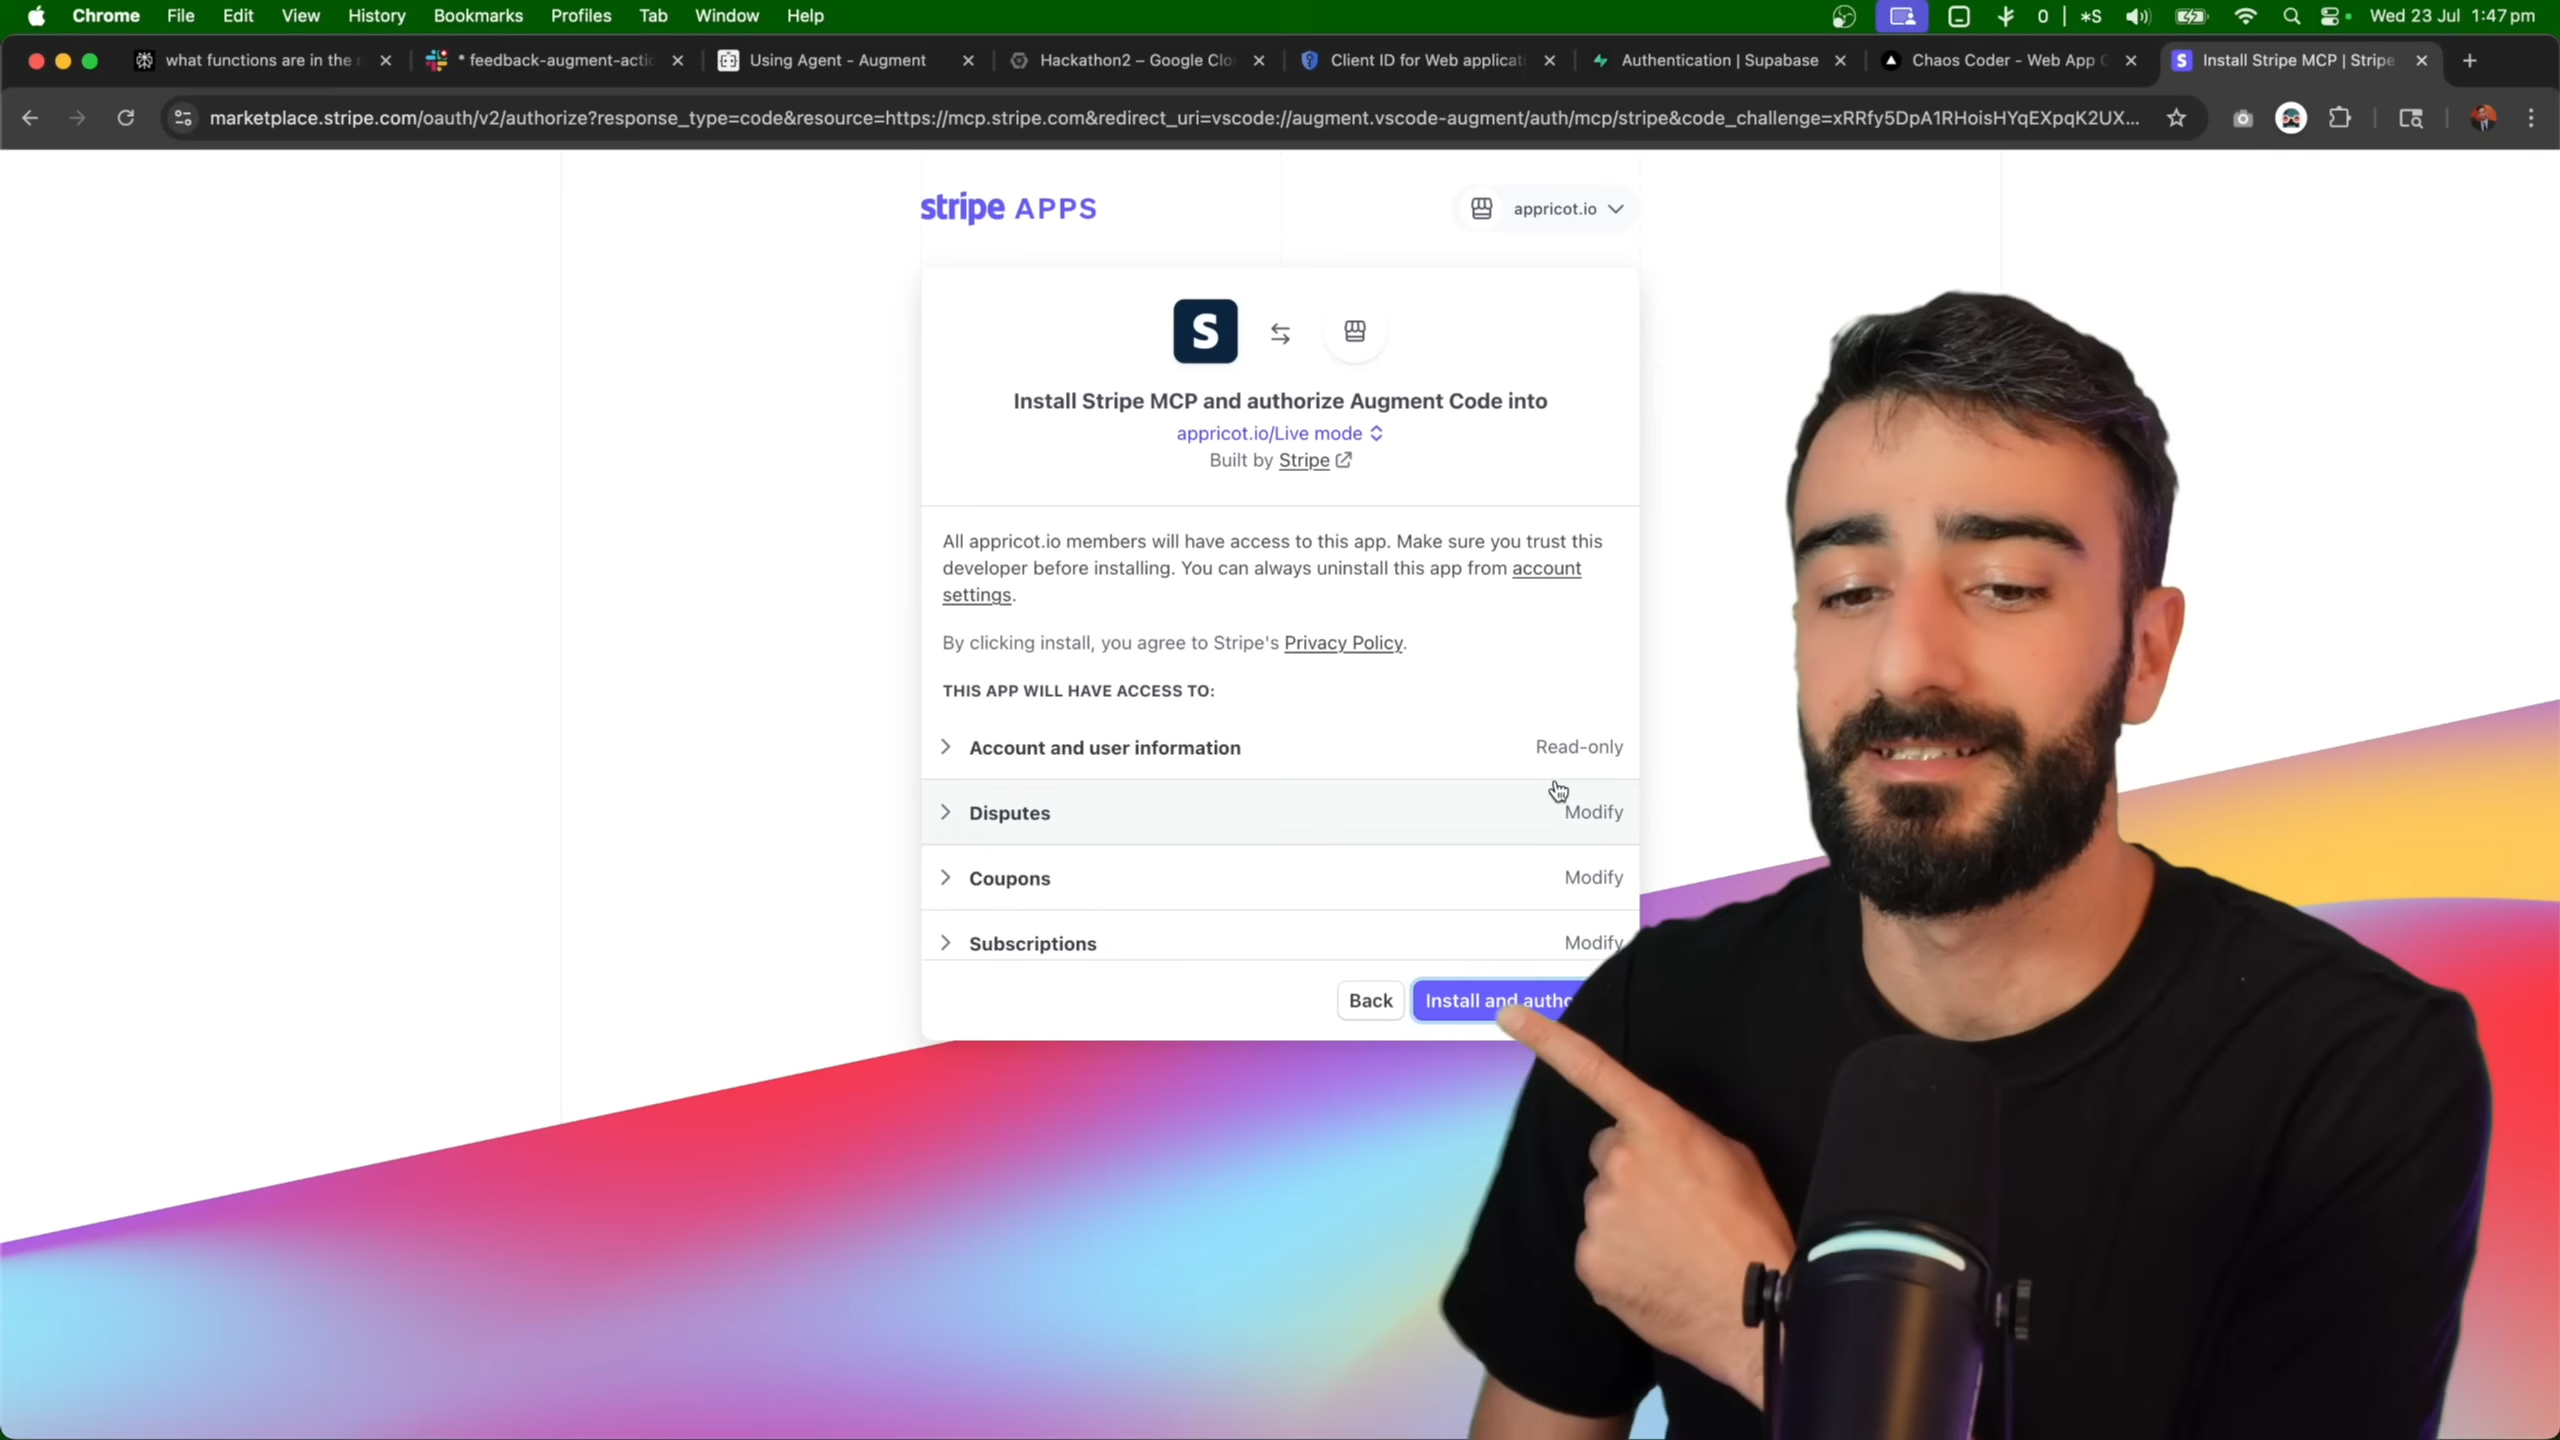 Chrome File Edit View History Bookmarks Profiles Tab Window Help 0 S Wed 23 Jul 1:47 pm
what functions are in the * feedback-augment-acti Using Agent - Augment Hackathon2 – Google Clo Client ID for Web applicat Authentication | Supabase Chaos Coder - Web App Install Stripe MCP | Stripe
marketplace.stripe.com/oauth/v2/authorize?response_type=code&resource=https://mcp.stripe.com&redirect_uri=vscode://augment.vscode-augment/auth/mcp/stripe&code_challenge=xRRfy5DpA1RHoisHYqEXpqK2UX...
stripe APPS
appricot.io
S
Install Stripe MCP and authorize Augment Code into
appricot.io/Live mode
Built by Stripe
All appricot.io members will have access to this app. Make sure you trust this
developer before installing. You can always uninstall this app from account
settings.
By clicking install, you agree to Stripe's Privacy Policy.
THIS APP WILL HAVE ACCESS TO:
Account and user information Read-only
Disputes Modify
Coupons Modify
Subscriptions Modify
Back Install and autho